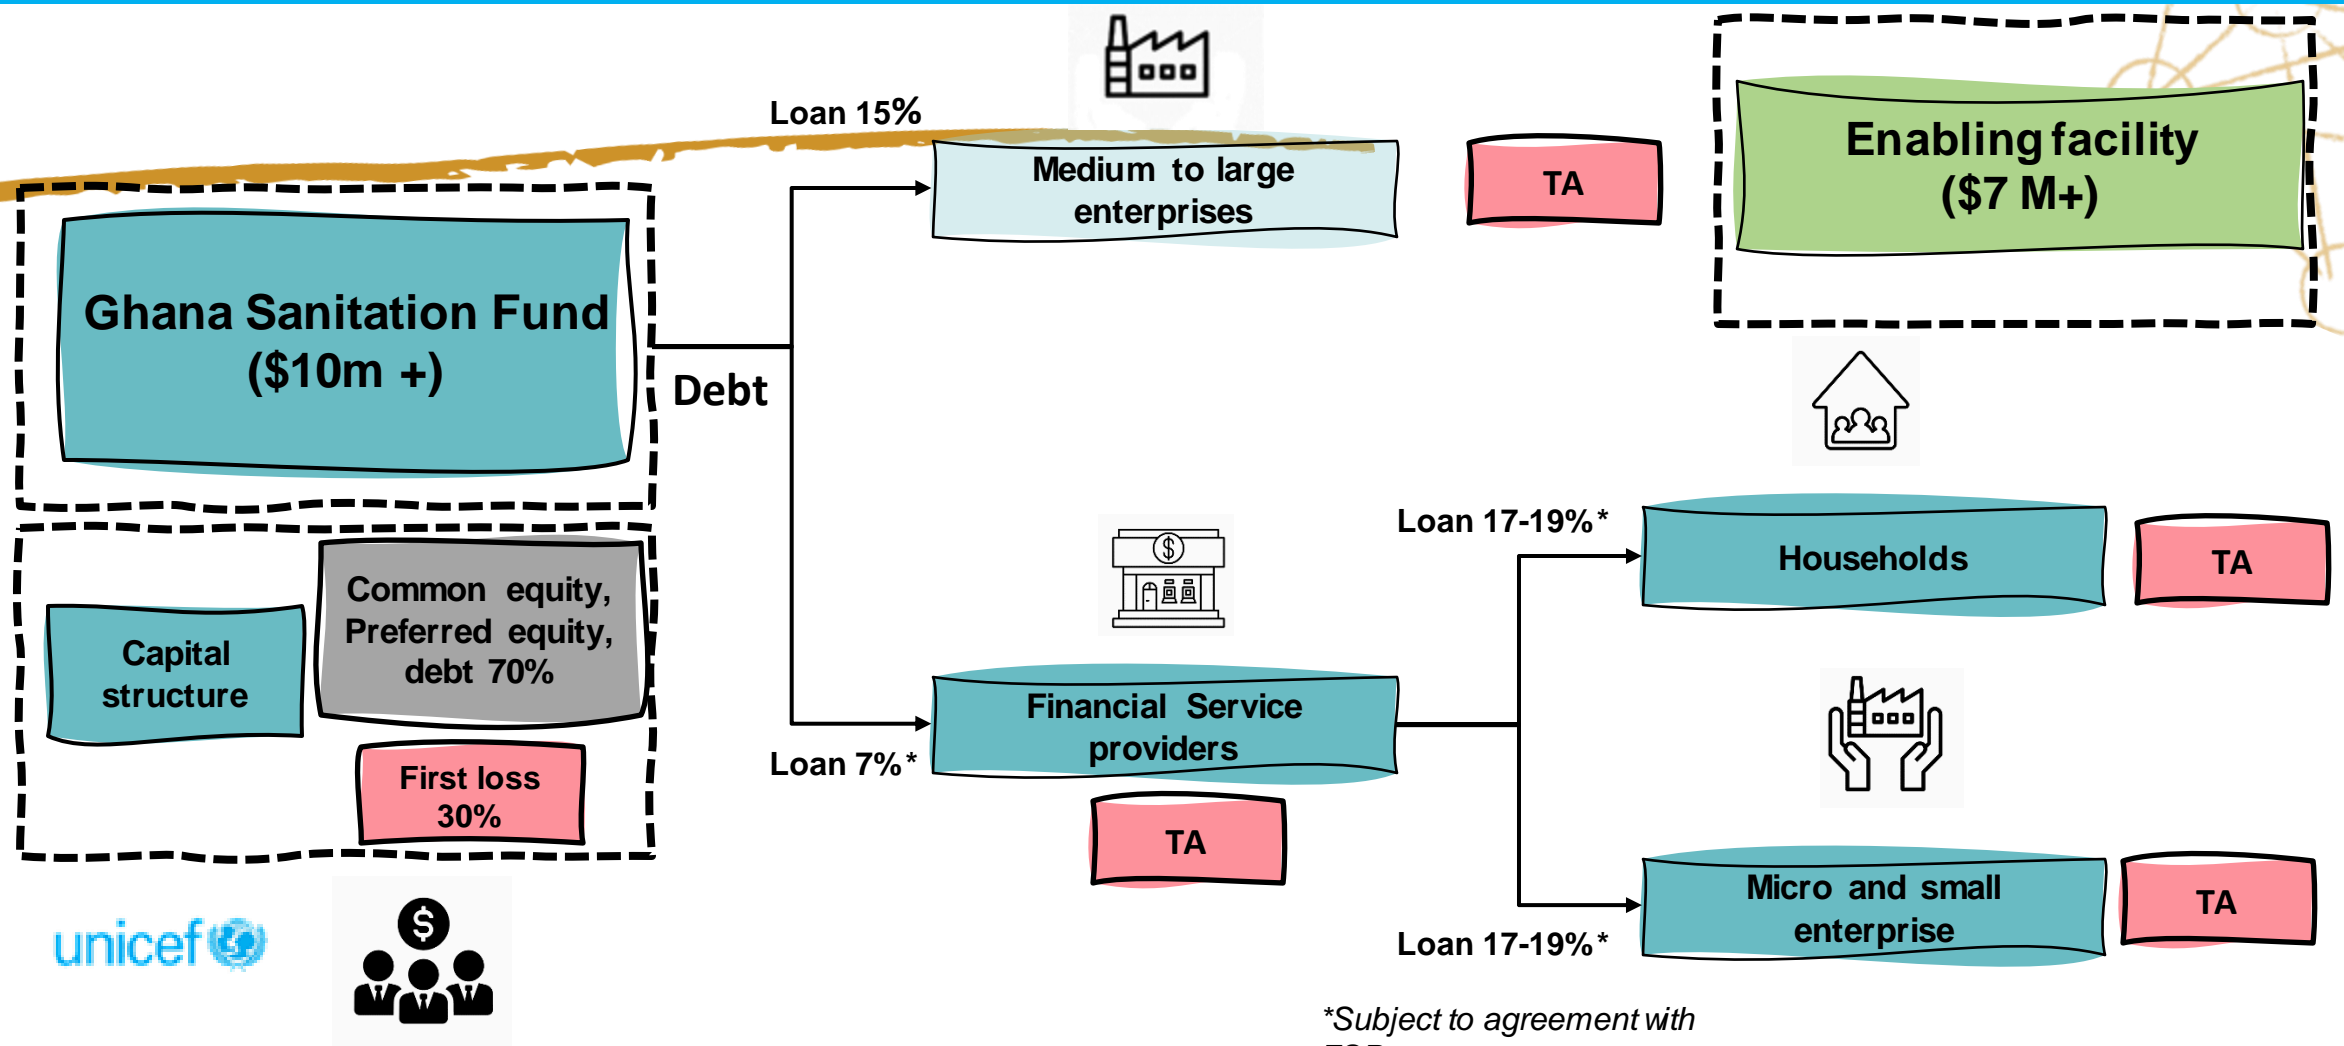 Loan 15%
Medium to large
enterprises
TA
Enabling facility
($7 M+)
Ghana Sanitation Fund
($10m +)
Debt
Capital
structure
Common equity,
Preferred equity,
debt 70%
First loss
30%
Loan 7%*
Financial Service
providers
TA
Loan 17-19%*
Households
TA
Loan 17-19%*
Micro and small
enterprise
TA
unicef
*Subject to agreement with